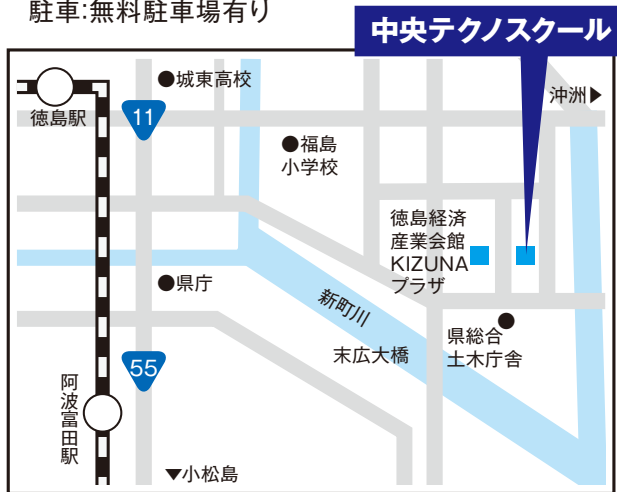 駐車:無料駐車場有り
中央テクノスクール
●城東高校
沖洲▶
徳島駅
11
●福島
小学校
徳島経済
産業会館
KIZUNA
プラザ
●県庁
新町川
県総合
土木庁舎
末広大橋
55
阿波富田駅
▼小松島